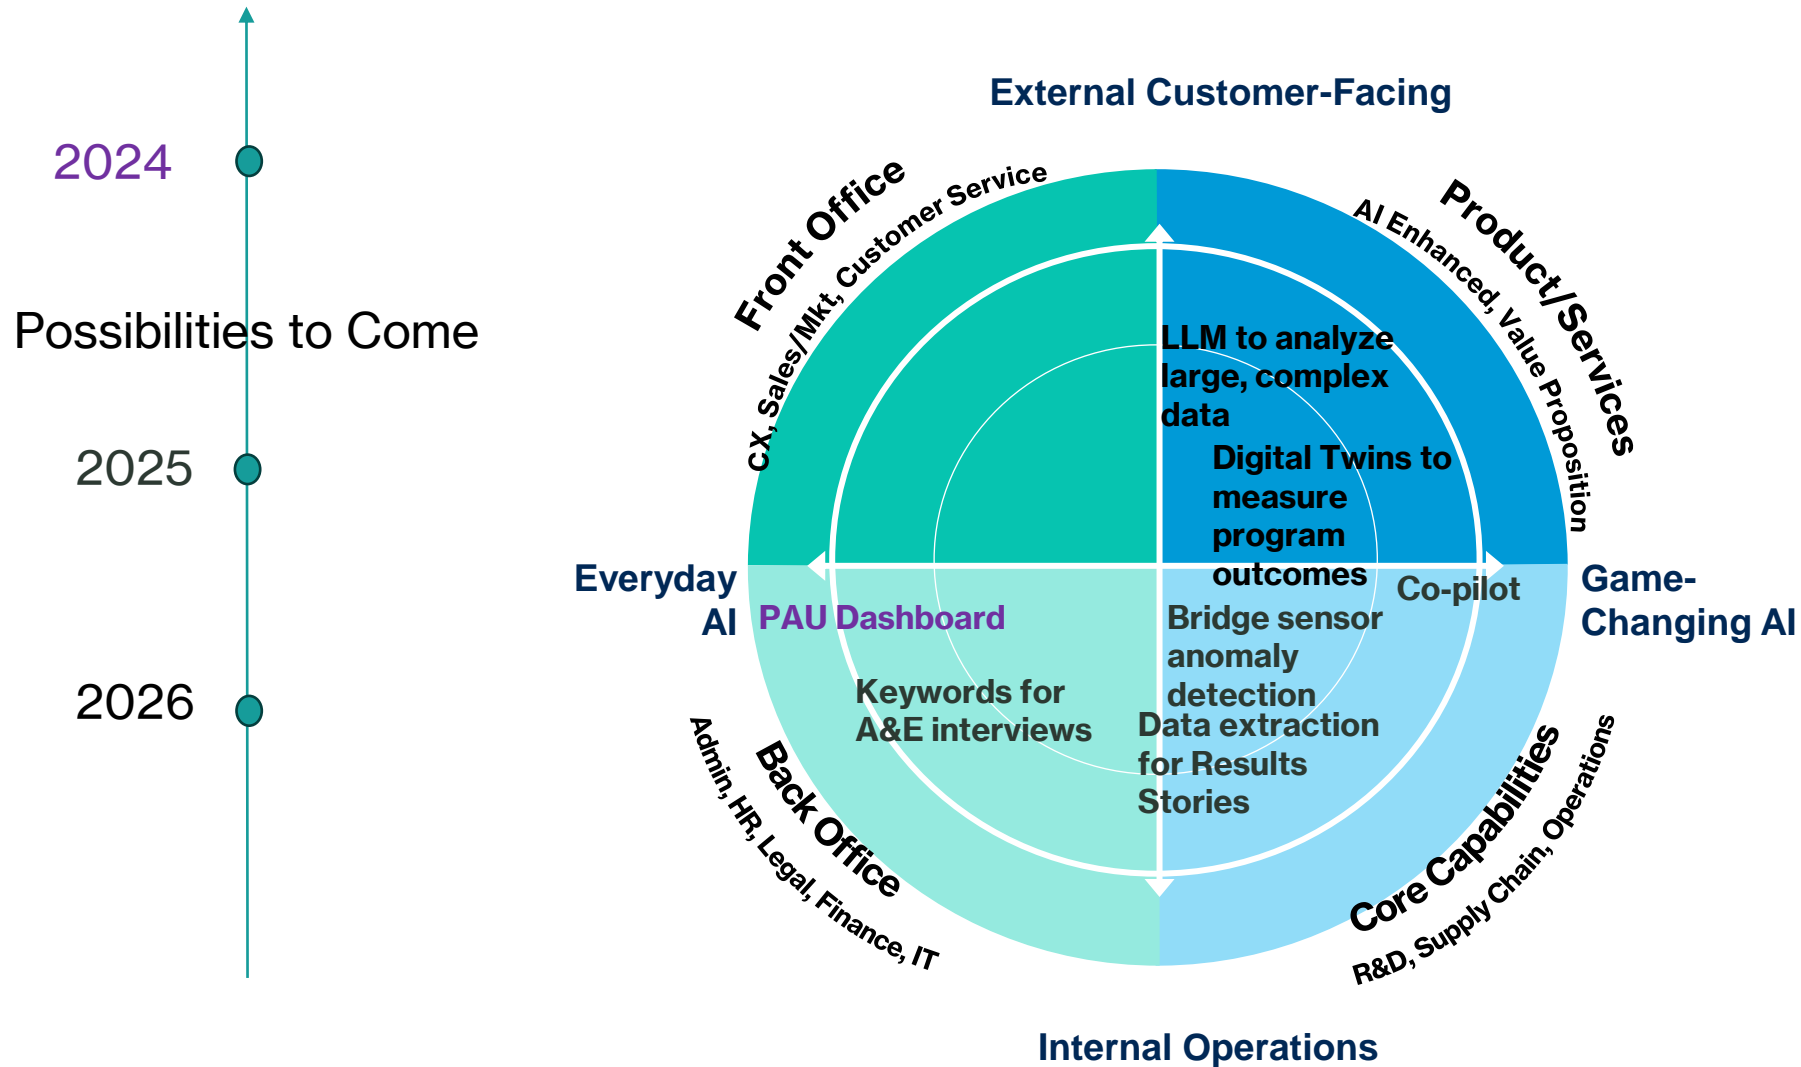 2024
Possibilities to Come
2025
2026
External Customer-Facing
Front Office
CX, Sales/Mkt, Customer Service
Product/Services
AI Enhanced, Value Proposition
LLM to analyze
large, complex
data
Digital Twins to
measure
program
outcomes
Everyday
AI
Game-
Changing AI
PAU Dashboard
Keywords for
A&E interviews
Co-pilot
Bridge sensor
anomaly
detection
Data extraction
for Results
Stories
Back Office
Admin, HR, Legal, Finance, IT
Core Capabilities
R&D, Supply Chain, Operations
Internal Operations